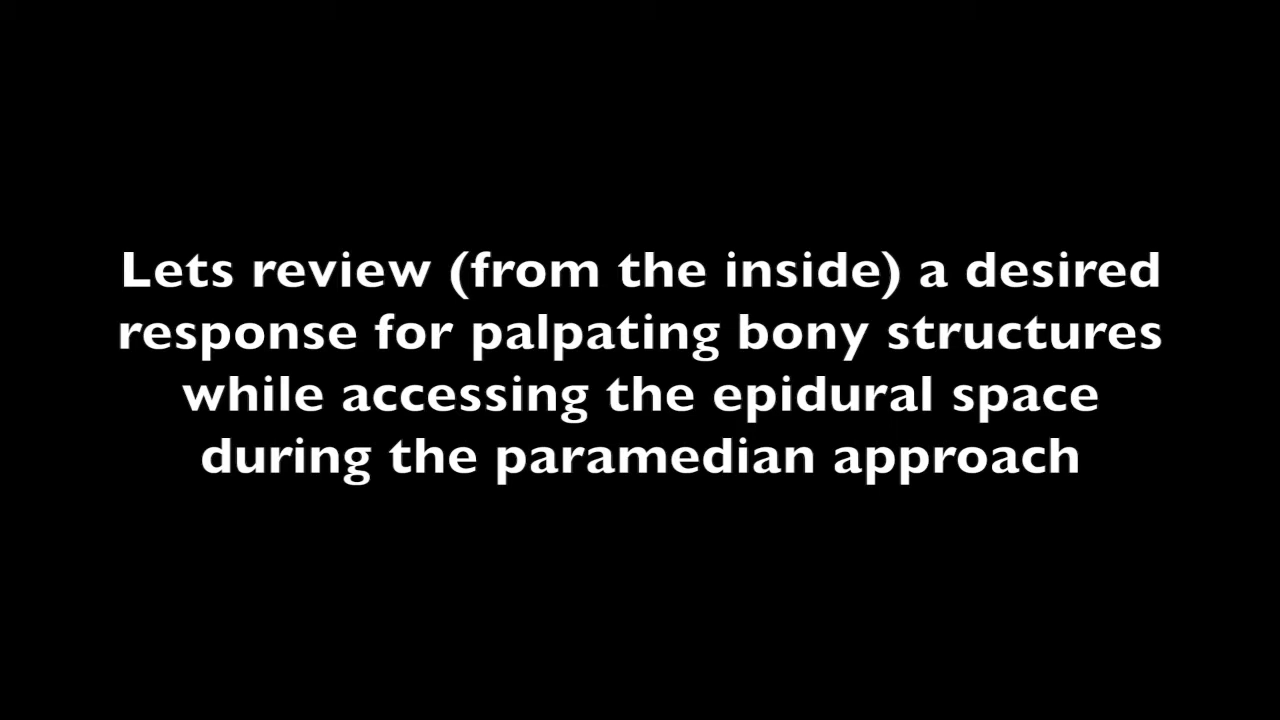 Lets review (from the inside) a desired
response for palpating bony structures
while accessing the epidural space
during the paramedian approach